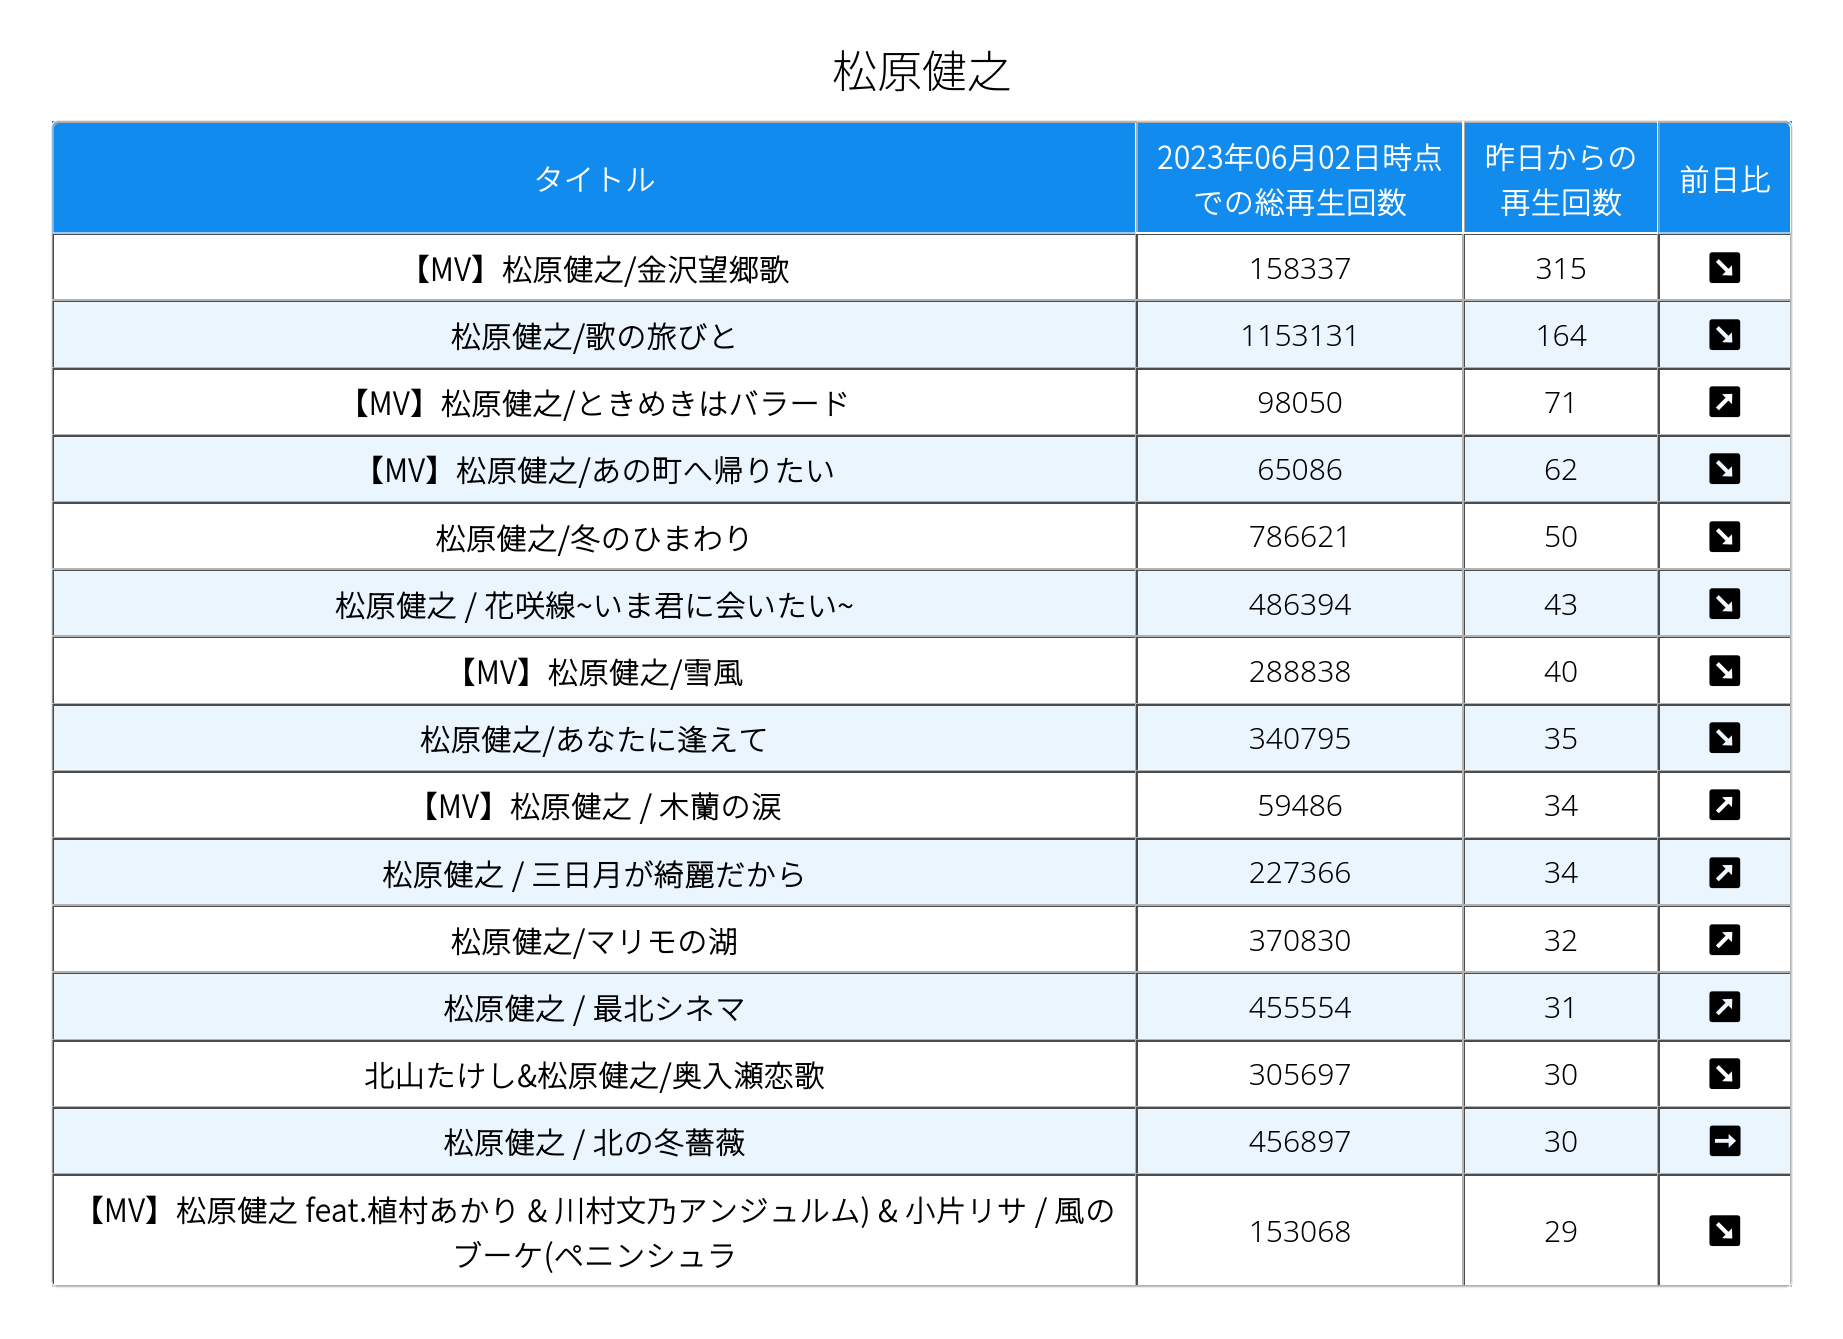 松原健之
タイトル
2023年06月02日時点
での総再生回数
昨日からの
再生回数
前日比
【MV】松原健之/金沢望郷歌 158337 315 ↘
松原健之/歌の旅びと 1153131 164 ↘
【MV】松原健之/ときめきはバラード 98050 71 ↗
【MV】松原健之/あの町へ帰りたい 65086 62 ↘
松原健之/冬のひまわり 786621 50 ↘
松原健之 / 花咲線~いま君に会いたい~ 486394 43 ↘
【MV】松原健之/雪風 288838 40 ↘
松原健之/あなたに逢えて 340795 35 ↘
【MV】松原健之 / 木蘭の涙 59486 34 ↗
松原健之 / 三日月が綺麗だから 227366 34 ↗
松原健之/マリモの湖 370830 32 ↗
松原健之 / 最北シネマ 455554 31 ↗
北山たけし&松原健之/奥入瀬恋歌 305697 30 ↘
松原健之 / 北の冬薔薇 456897 30 →
【MV】松原健之 feat.植村あかり & 川村文乃アンジュルム) & 小片リサ / 風の
ブーケ(ペニンシュラ 153068 29 ↘